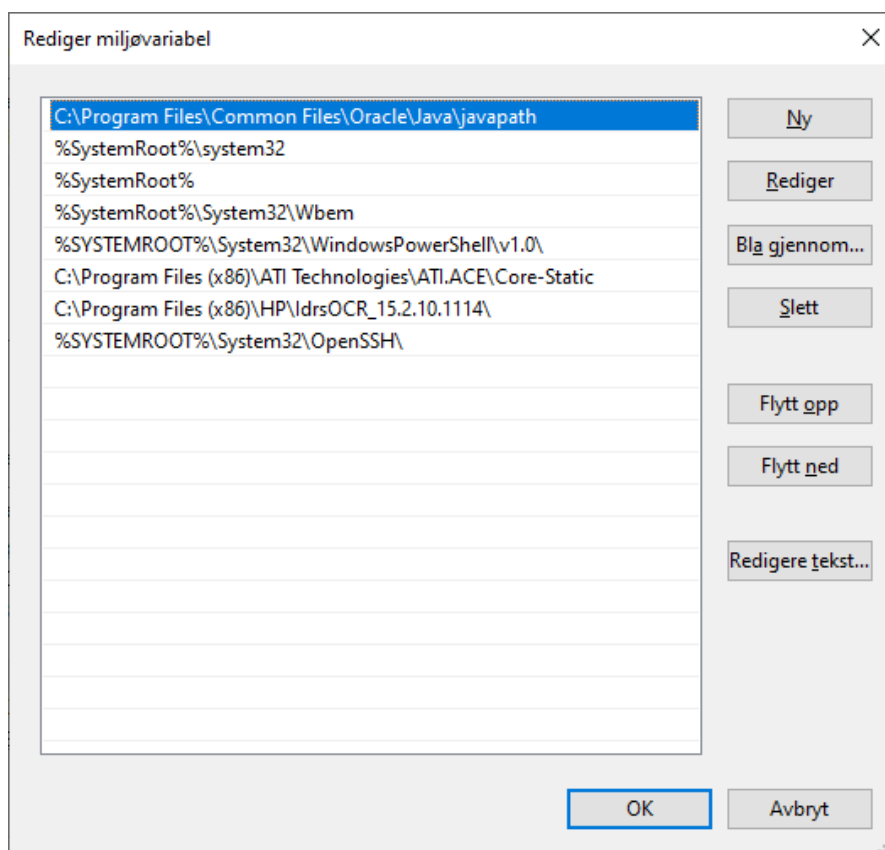 Rediger miljøvariabel
C:\Program Files\Common Files\Oracle\Java\javapath
%SystemRoot%\system32
%SystemRoot%
%SystemRoot%\System32\Wbem
%SYSTEMROOT%\System32\WindowsPowerShell\v1.0\
C:\Program Files (x86)\ATI Technologies\ATI.ACE\Core-Static
C:\Program Files (x86)\HP\IdrsOCR_15.2.10.1114\
%SYSTEMROOT%\System32\OpenSSH\
Ny
Rediger
Bla gjennom...
Slett
Flytt opp
Flytt ned
Redigere tekst...
OK
Avbryt